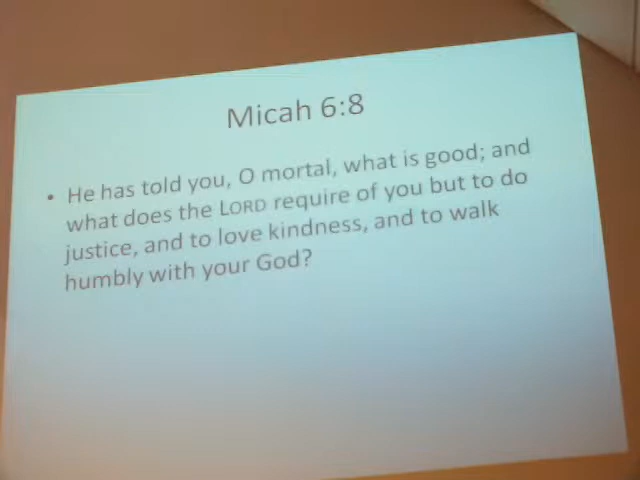 Micah 6:8
• He has told you, O mortal, what is good; and
what does the LORD require of you but to do
justice, and to love kindness, and to walk
humbly with your God?